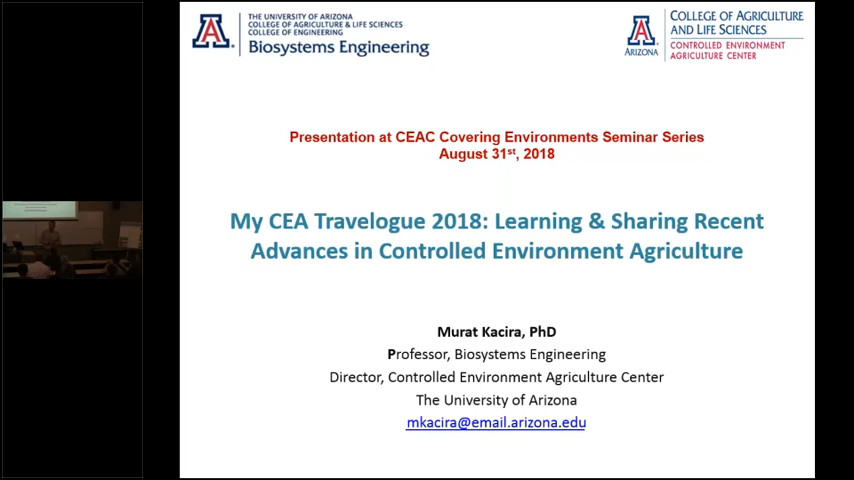 THE UNIVERSITY OF ARIZONA
COLLEGE OF AGRICULTURE & LIFE SCIENCES
COLLEGE OF ENGINEERING
Biosystems Engineering
A
ARIZONA
COLLEGE OF AGRICULTURE
AND LIFE SCIENCES
CONTROLLED ENVIRONMENT
AGRICULTURE CENTER
Presentation at CEAC Covering Environments Seminar Series
August 31st, 2018
My CEA Travelogue 2018: Learning & Sharing Recent
Advances in Controlled Environment Agriculture
Murat Kacira, PhD
Professor, Biosystems Engineering
Director, Controlled Environment Agriculture Center
The University of Arizona
mkacira@email.arizona.edu